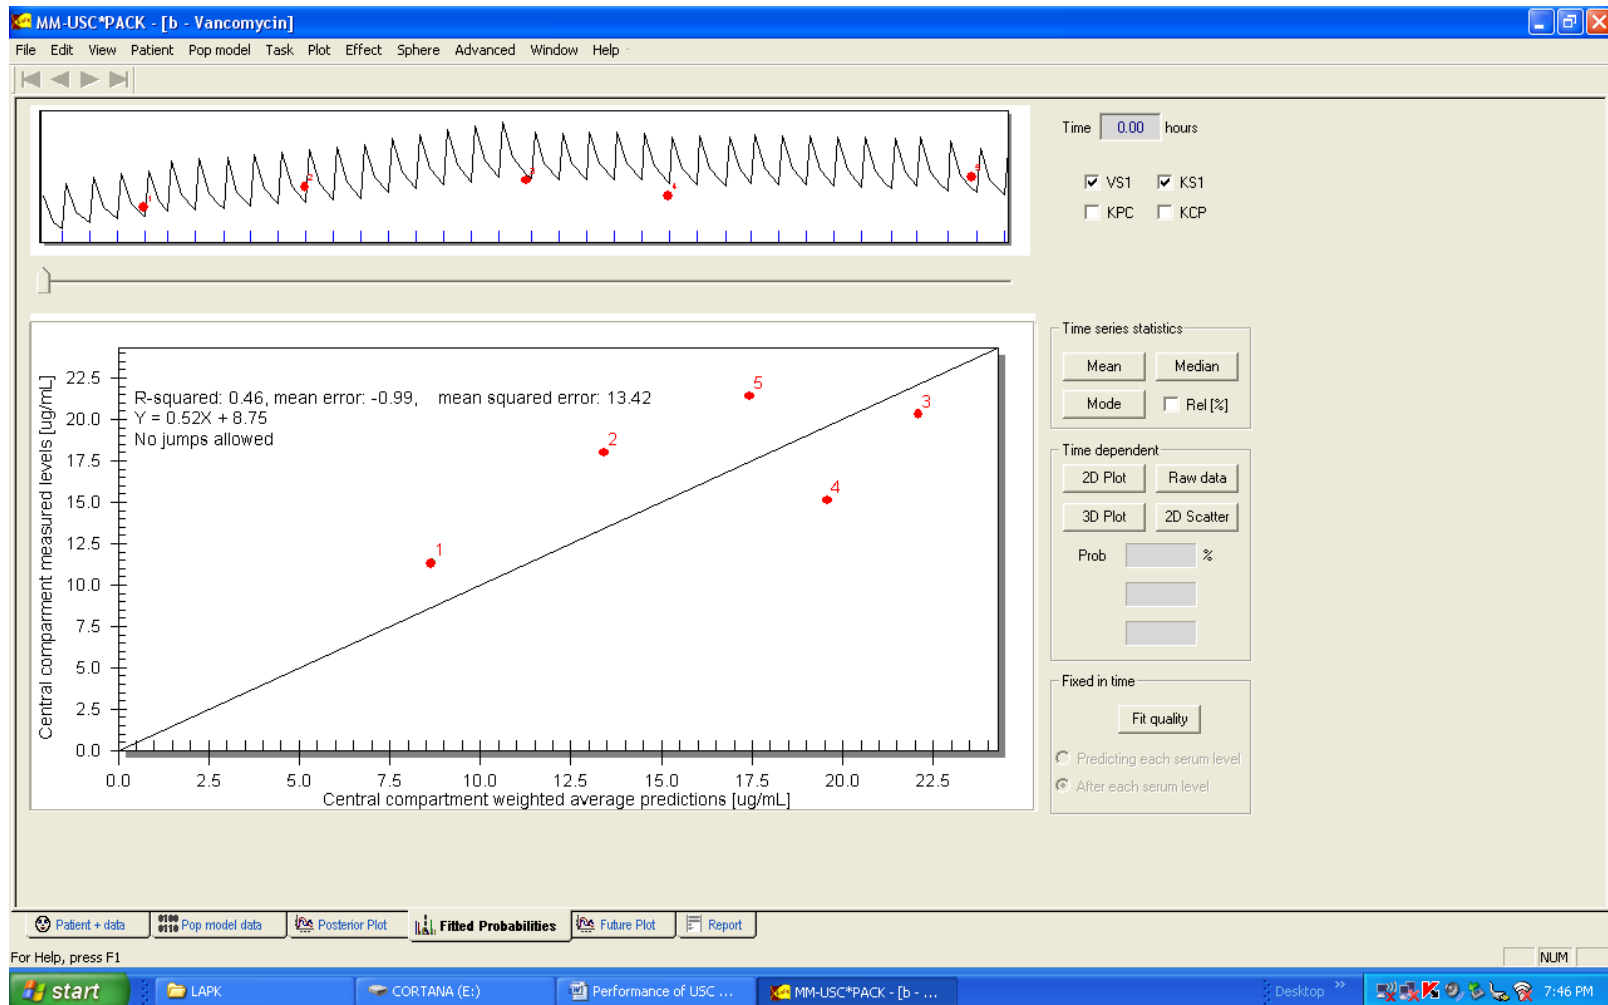 MM-USC*PACK - [b - Vancomycin]
File Edit View Patient Pop model Task Plot Effect Sphere Advanced Window Help
1 2 3 4 5
Time 0.00 hours
VS1 KS1
KPC KCP
Central comparment measured levels [ug/mL]
22.5
20.0
17.5
15.0
12.5
10.0
7.5
5.0
2.5
0.0
R-squared: 0.46, mean error: -0.99, mean squared error: 13.42
Y = 0.52X + 8.75
No jumps allowed
1
2
3
4
5
0.0 2.5 5.0 7.5 10.0 12.5 15.0 17.5 20.0 22.5
Central compartment weighted average predictions [ug/mL]
Time series statistics
Mean Median
Mode Rel [%]
Time dependent
2D Plot Raw data
3D Plot 2D Scatter
Prob %
Fixed in time
Fit quality
Predicting each serum level
After each serum level
Patient + data
0100
0110 Pop model data
Posterior Plot
Fitted Probabilities
Future Plot
Report
For Help, press F1
NUM
start
LAPK
CORTANA (E:)
Performance of USC ...
MM-USC*PACK - [b - ...
Desktop »
7:46 PM